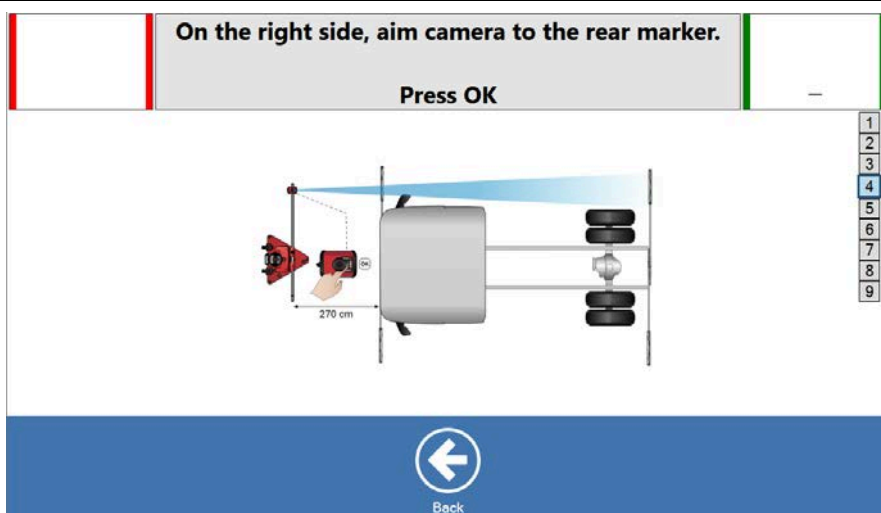 On the right side, aim camera to the rear marker.
Press OK
1
2
3
4
5
6
7
8
9
OK
270 cm
Back